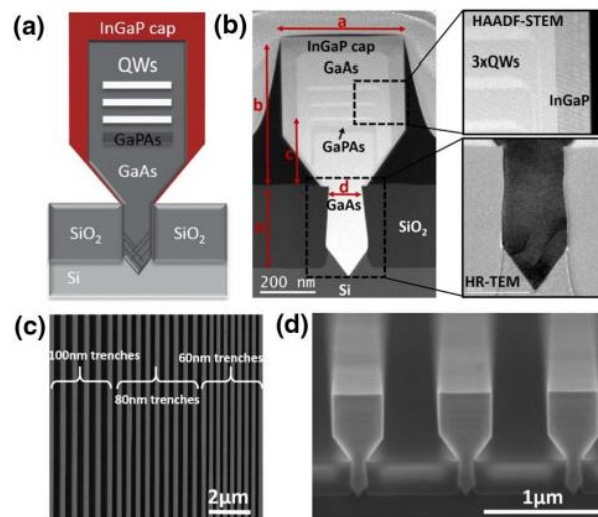 (a)
InGaP cap
QWs
GaPAs
GaAs
SiO2
SiO2
Si
(b)
a
InGaP cap
GaAs
b
c
GaPAs
d
GaAs
SiO2
200 nm
Si
HAADF-STEM
3xQWs
InGaP
HR-TEM
(c)
100nm trenches
60nm trenches
80nm trenches
2μm
(d)
1μm